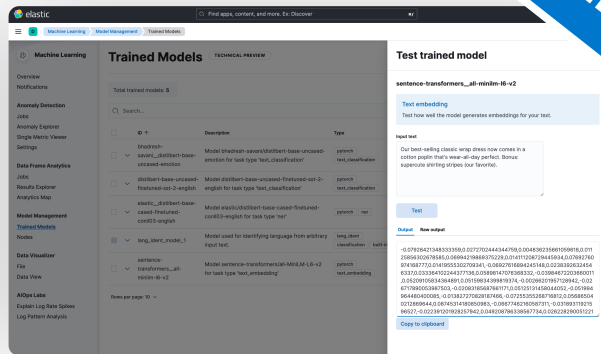 elastic
Find apps, content, and more. Ex: Discover
D
Machine Learning
Model Management
Trained Models
Machine Learning
Overview
Notifications
Anomaly Detection
Jobs
Anomaly Explorer
Single Metric Viewer
Settings
Data Frame Analytics
Jobs
Results Explorer
Analytics Map
Model Management
Trained Models
Nodes
Data Visualizer
File
Data View
AIOps Labs
Explain Log Rate Spikes
Log Pattern Analysis
Trained Models
TECHNICAL PREVIEW
Total trained models: 5
Search...
ID ↑
Description
Type
bhadresh-
savani__distilbert-base-
uncased-emotion
Model bhadresh-savani/distilbert-base-uncased-
emotion for task type 'text_classification'
pytorch
text_classification
distilbert-base-uncased-
finetuned-sst-2-english
Model distilbert-base-uncased-finetuned-sst-2-
english for task type 'text_classification'
pytorch
text_classification
elastic__distilbert-base-
cased-finetuned-
conll03-english
Model elastic/distilbert-base-cased-finetuned-
conll03-english for task type 'ner'
pytorch
ner
lang_ident_model_1
Model used for identifying language from arbitrary
input text.
lang_ident
classification
built-in
sentence-
transformers__all-
minilm-l6-v2
Model sentence-transformers/all-MiniLM-L6-v2
for task type 'text_embedding'
pytorch
text_embedding
Rows per page: 10
Test trained model
sentence-transformers__all-minilm-l6-v2
Text embedding
Test how well the model generates embeddings for your text.
Input text
Our best-selling classic wrap dress now comes in a
cotton poplin that's wear-all-day perfect. Bonus:
supercute shirting stripes (our favorite).
Test
Output
Raw output
Copy to clipboard